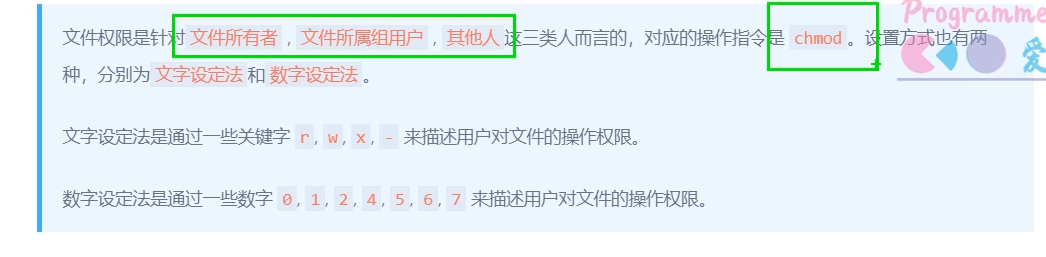 文件权限是针对文件所有者,文件所属组用户,其他人这三类人而言的，对应的操作指令是 chmod。设置方式也有两
种，分别为文字设定法和数字设定法。
文字设定法是通过一些关键字 r, w, x, - 来描述用户对文件的操作权限。
数字设定法是通过一些数字 0, 1, 2, 4, 5, 6, 7 来描述用户对文件的操作权限。
Programme
爱